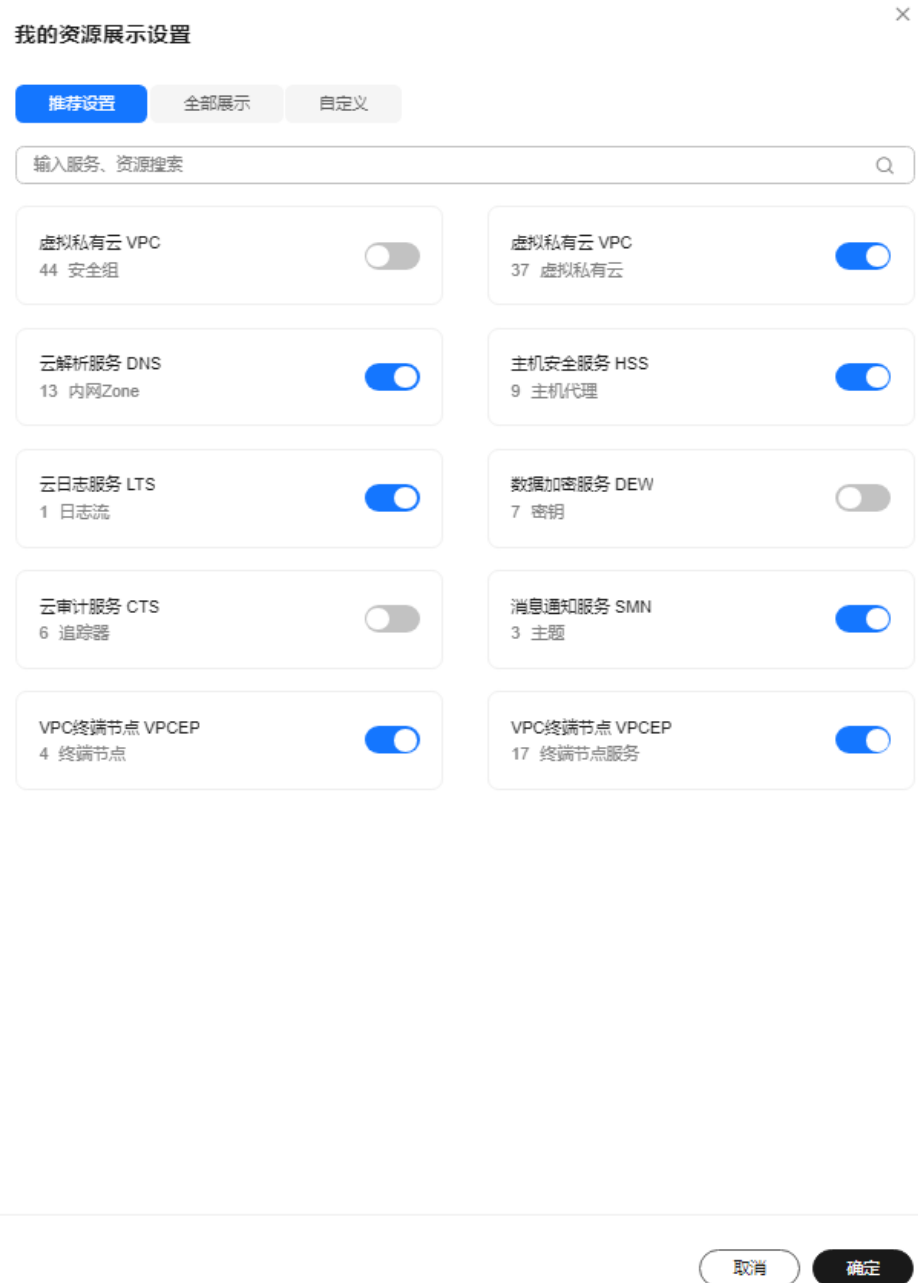 我的资源展示设置
推荐设置
全部展示
自定义
输入服务、资源搜索
虚拟私有云 VPC
44 安全组
虚拟私有云 VPC
37 虚拟私有云
云解析服务 DNS
13 内网Zone
主机安全服务 HSS
9 主机代理
云日志服务 LTS
1 日志流
数据加密服务 DEW
7 密钥
云审计服务 CTS
6 追踪器
消息通知服务 SMN
3 主题
VPC终端节点 VPCEP
4 终端节点
VPC终端节点 VPCEP
17 终端节点服务
取消
确定